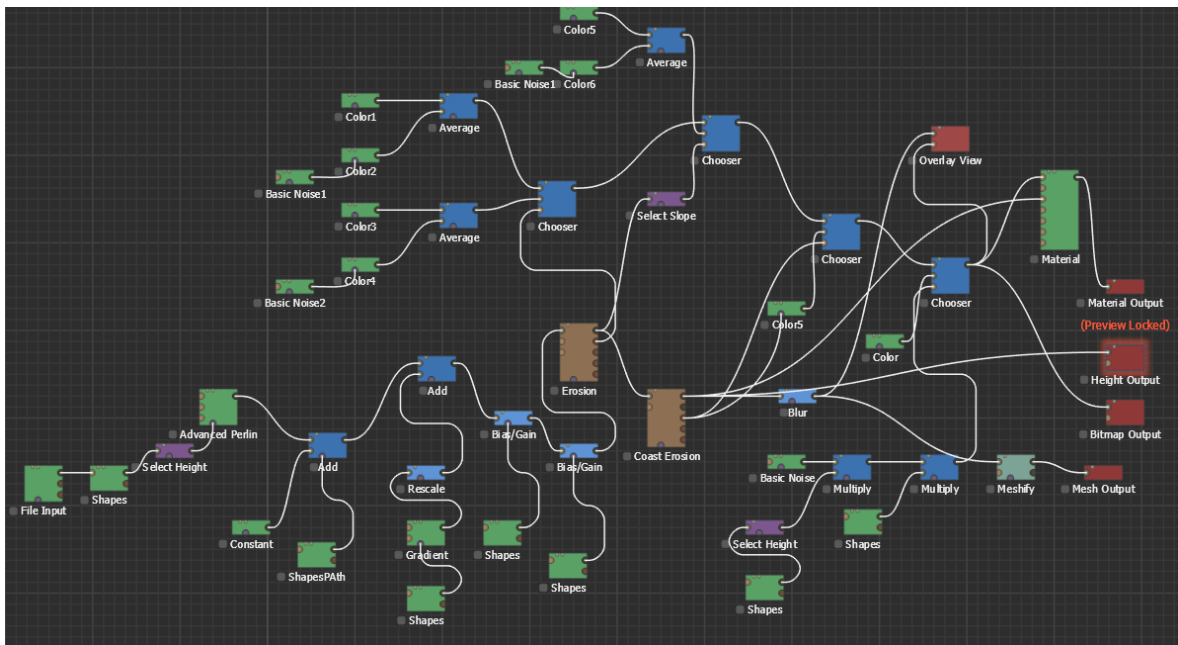 Color5
Average
Basic Noise1
Color6
Color1
Average
Chooser
Overlay View
Color2
Basic Noise1
Select Slope
Color3
Average
Chooser
Chooser
Material
Color4
Basic Noise2
Chooser
Material Output
Color5
(Preview Locked)
Color
Height Output
Erosion
Add
Blur
Advanced Perlin
Bias/Gain
Bitmap Output
Select Height
Add
Bias/Gain
Coast Erosion
File Input
Shapes
Rescale
Basic Noise
Multiply
Multiply
Meshify
Mesh Output
Constant
Gradient
Shapes
Select Height
Shapes
ShapesPAth
Shapes
Shapes
Shapes